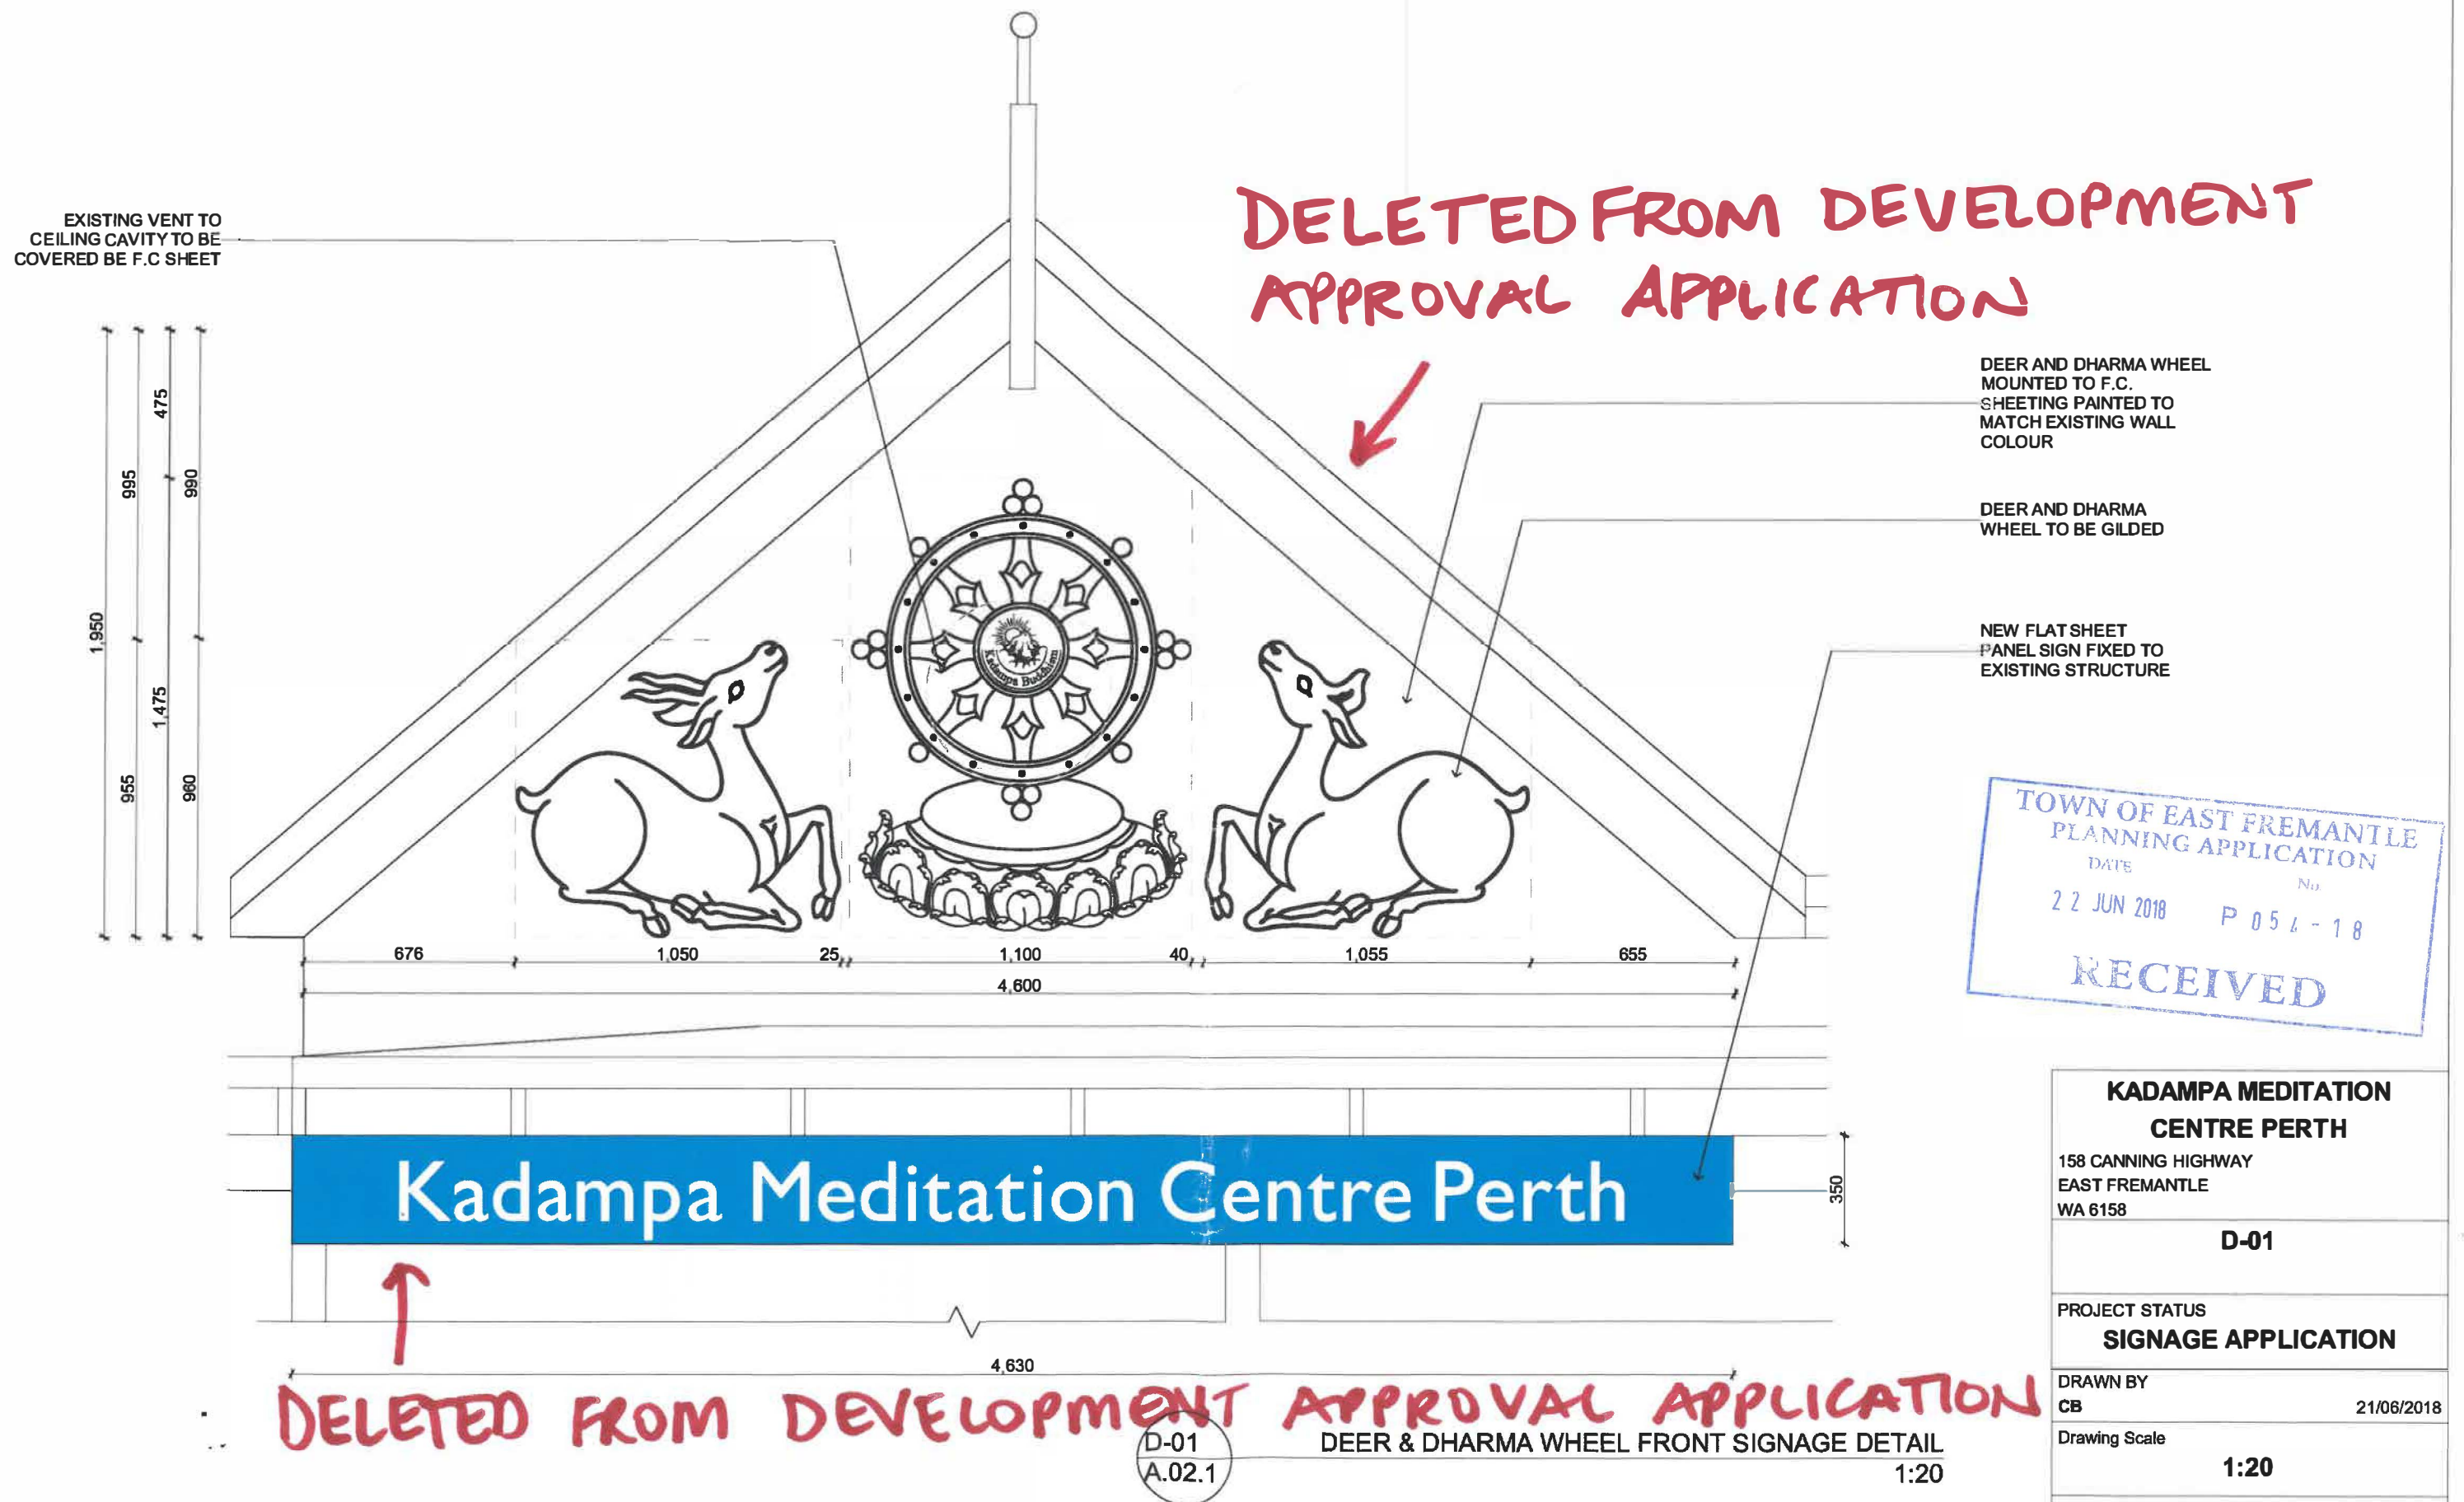 EXISTING VENT TO
CEILING CAVITY TO BE
COVERED BE F.C SHEET
DELETED FROM DEVELOPMENT
APPROVAL APPLICATION
DEER AND DHARMA WHEEL
MOUNTED TO F.C.
SHEETING PAINTED TO
MATCH EXISTING WALL
COLOUR
DEER AND DHARMA
WHEEL TO BE GILDED
NEW FLAT SHEET
PANEL SIGN FIXED TO
EXISTING STRUCTURE
1,950
995
955
475
1,475
990
960
Kadampa Buddhism
676
1,050
25
1,100
40
1,055
655
4,600
TOWN OF EAST FREMANTLE
PLANNING APPLICATION
DATE
No.
22 JUN 2018
P 054-18
RECEIVED
Kadampa Meditation Centre Perth
350
4,630
DELETED FROM DEVELOPMENT APPROVAL APPLICATION
D-01
A.02.1
DEER & DHARMA WHEEL FRONT SIGNAGE DETAIL
1:20
KADAMPA MEDITATION
CENTRE PERTH
158 CANNING HIGHWAY
EAST FREMANTLE
WA 6158
D-01
PROJECT STATUS
SIGNAGE APPLICATION
DRAWN BY
CB
21/06/2018
Drawing Scale
1:20